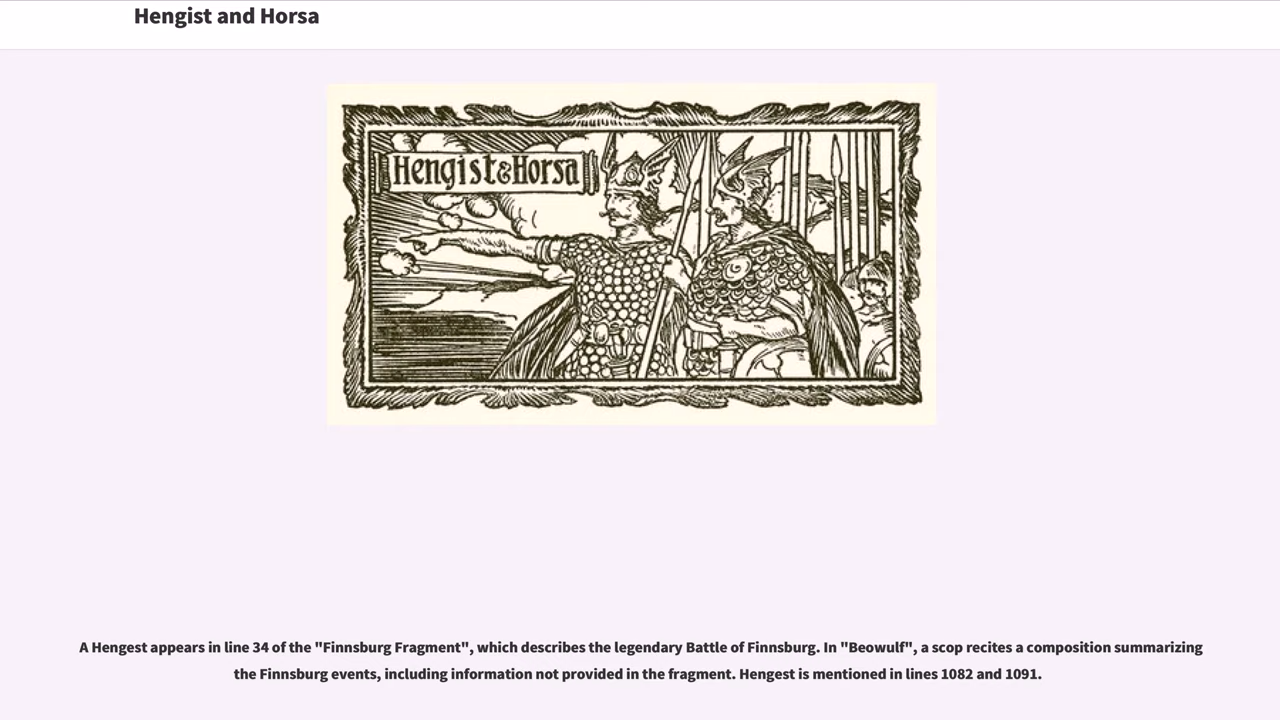 Hengist and Horsa
Hengist & Horsa
A Hengest appears in line 34 of the "Finnsburg Fragment", which describes the legendary Battle of Finnsburg. In "Beowulf", a scop recites a composition summarizing
the Finnsburg events, including information not provided in the fragment. Hengest is mentioned in lines 1082 and 1091.